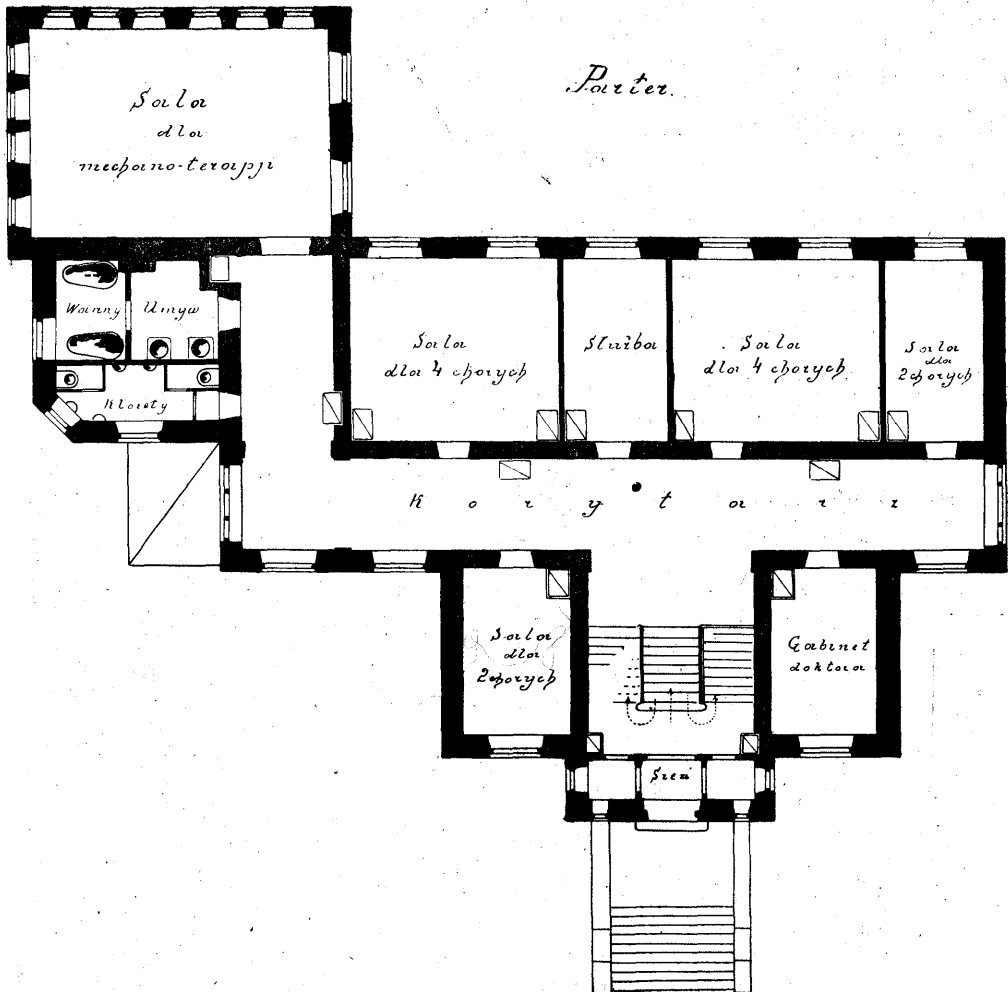 Parter.
Sala
dla
mechano-terapji
Wanny
Umyw
Klozety
Sala
dla 4 chorych
Służba
Sala
dla 4 chorych
Sala
dla
2 chorych
Korytarz
Sala
dla
2 chorych
Gabinet
doktora
Sień